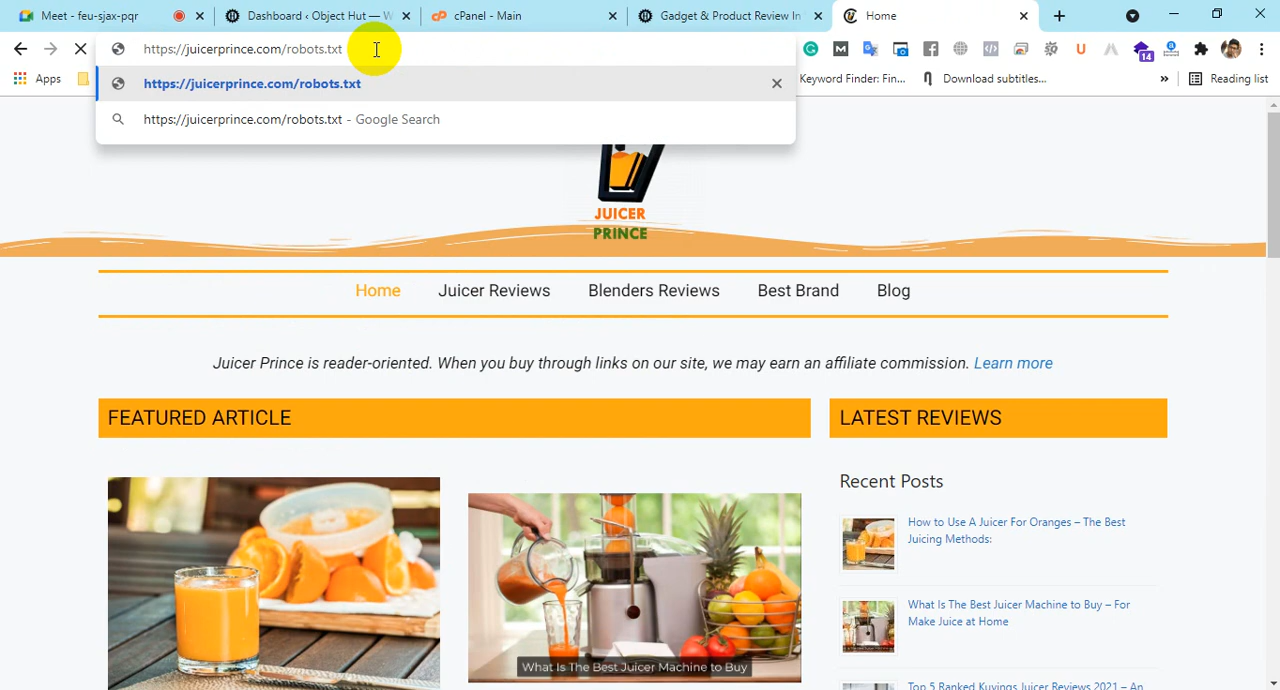 Meet - feu-sjax-pqr
Dashboard ‹ Object Hut — W
cPanel - Main
Gadget & Product Review In
Home
https://juicerprince.com/robots.txt
14
Apps
Keyword Finder: Fin...
Download subtitles...
»
Reading list
https://juicerprince.com/robots.txt
https://juicerprince.com/robots.txt - Google Search
JUICER
PRINCE
Home
Juicer Reviews
Blenders Reviews
Best Brand
Blog
Juicer Prince is reader-oriented. When you buy through links on our site, we may earn an affiliate commission. Learn more
FEATURED ARTICLE
LATEST REVIEWS
Recent Posts
How to Use A Juicer For Oranges – The Best
Juicing Methods:
What Is The Best Juicer Machine to Buy – For
Make Juice at Home
What Is The Best Juicer Machine to Buy
Top 5 Ranked Kuvings Juicer Reviews 2021 – An